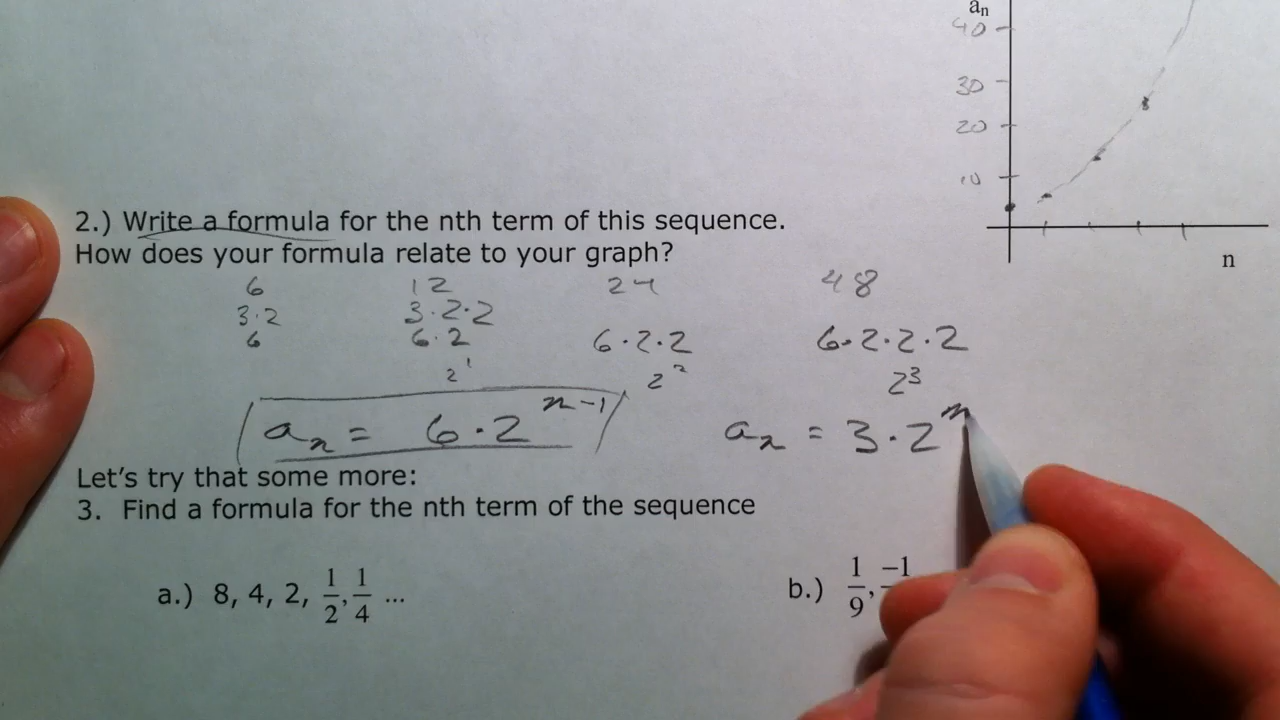 aₙ
40
30
20
10
n
2.) Write a formula for the nth term of this sequence.
How does your formula relate to your graph?
6 12 24 48
3·2 3·2·2
6 6·2 6·2·2 6·2·2·2
2¹ 2² 2³
aₙ = 6·2ⁿ⁻¹ aₙ = 3·2ⁿ
Let's try that some more:
3. Find a formula for the nth term of the sequence
a.) 8, 4, 2, 1/2, 1/4 ... b.) 1/9, -1